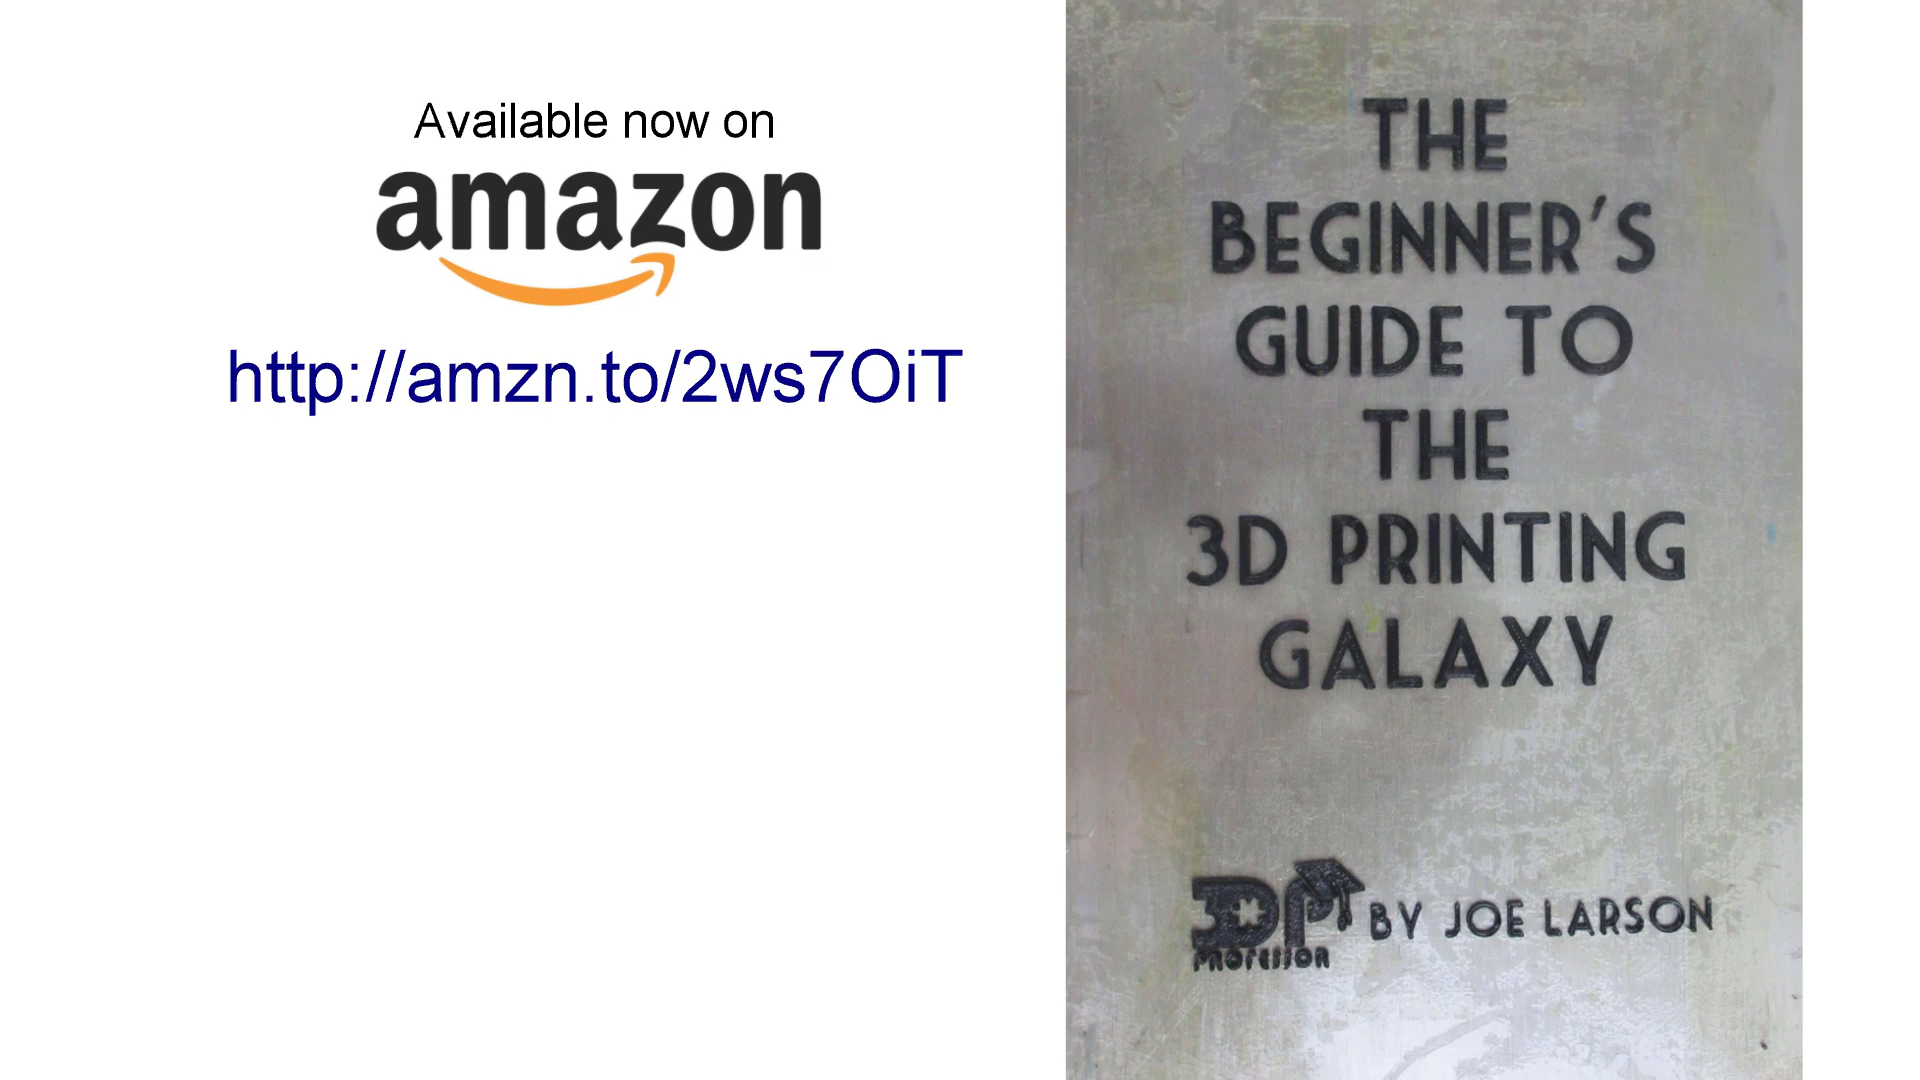 Available now on
amazon
http://amzn.to/2ws7OiT
THE
BEGINNER'S
GUIDE TO
THE
3D PRINTING
GALAXY
3DP
PROFESSOR
BY JOE LARSON